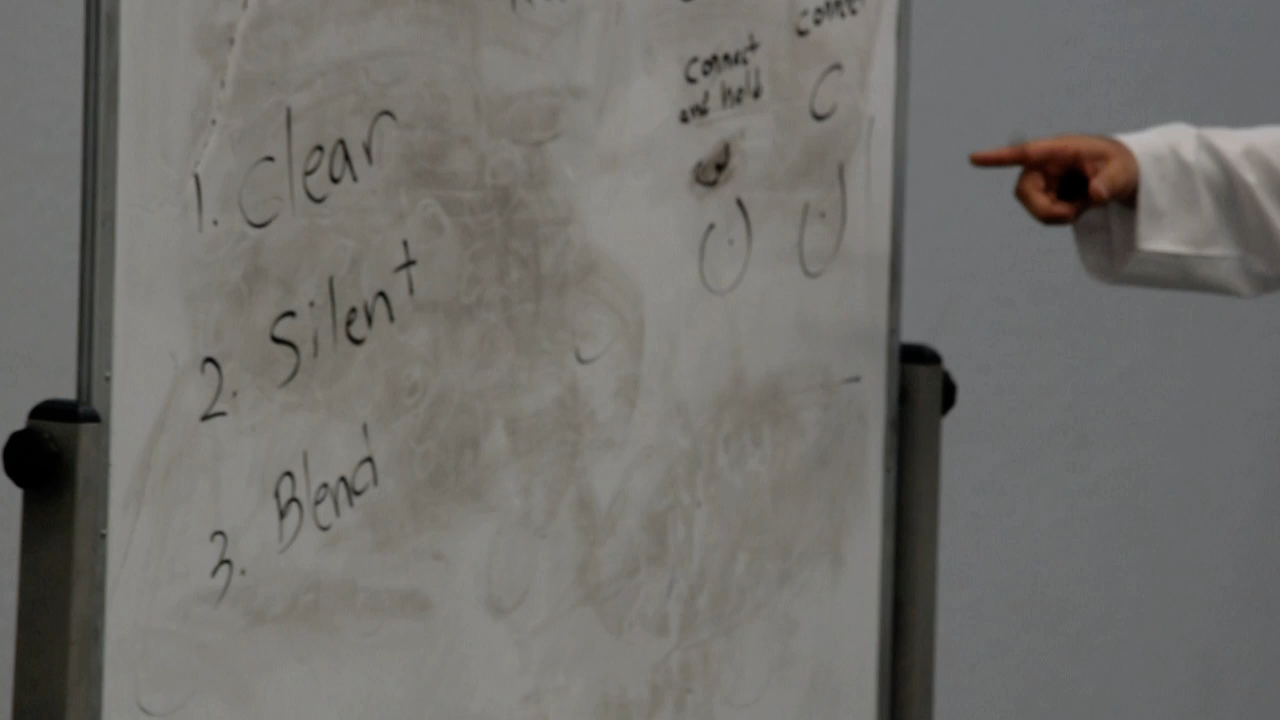 1. Clear
2. Silent
3. Blend
Connect
and hold